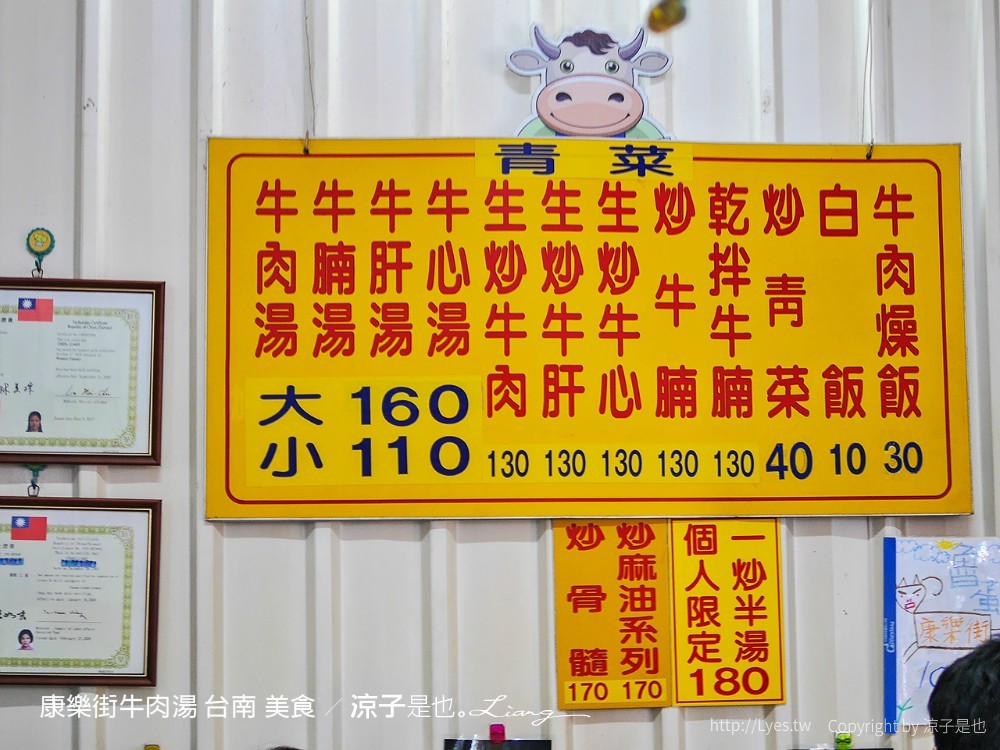 青菜
牛肉湯
牛腩湯
牛肝湯
牛心湯
大 160
小 110
生炒牛肉 130
生炒牛肝 130
生炒牛心 130
炒牛腩 130
乾拌牛腩 130
炒青菜 40
白飯 10
牛肉燥飯 30
炒骨髓 170
炒麻油系列 170
個人限定
一炒半湯
180
康樂街
康樂街牛肉湯 台南 美食 ／ 涼子是也。Liang
http://Lyes.tw Copyright by 涼子是也